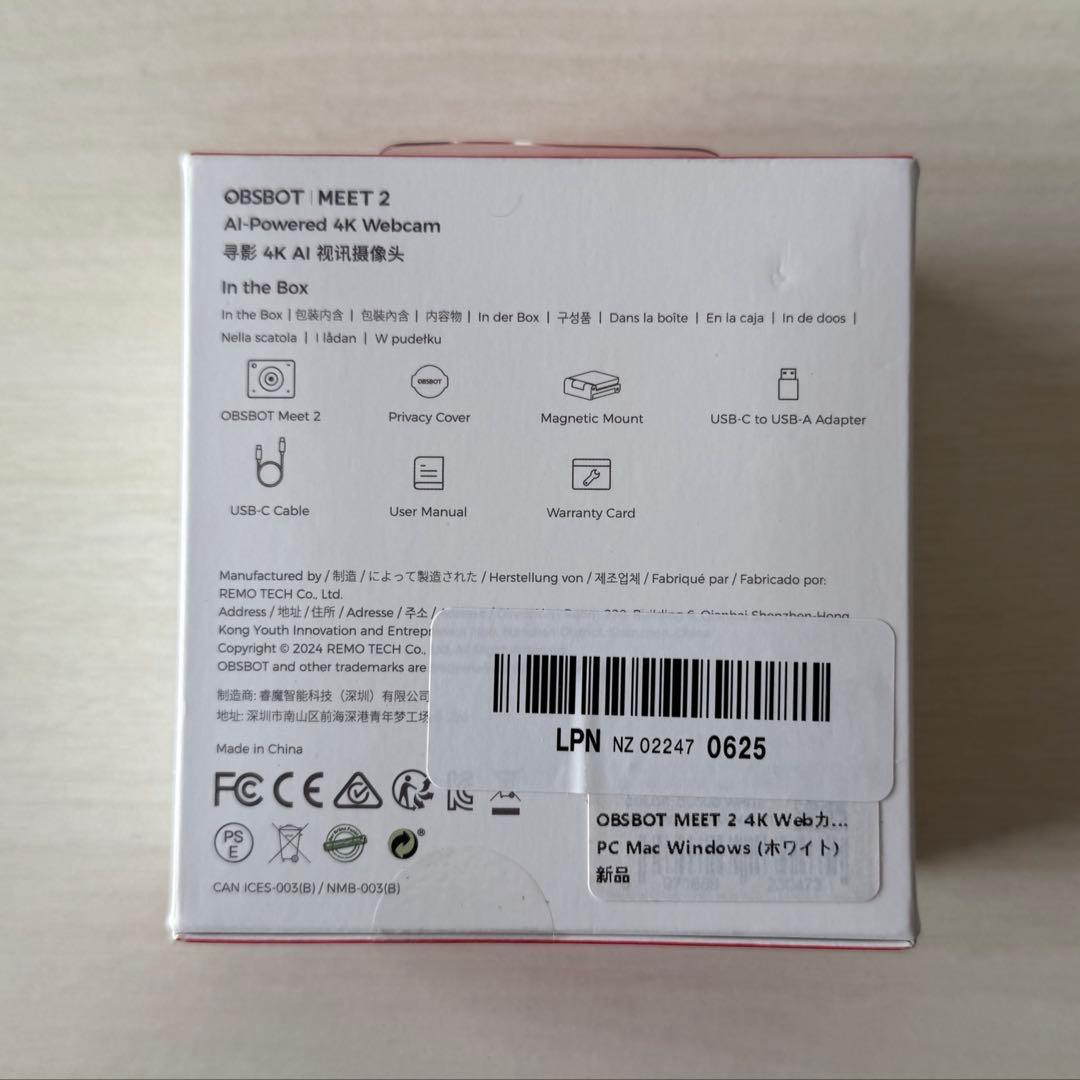 OBSBOT | MEET 2
AI-Powered 4K Webcam
寻影 4K AI 视讯摄像头
In the Box
In the Box | 包装内含 | 包裝內含 | 内容物 | In der Box | 구성품 | Dans la boîte | En la caja | In de doos |
Nella scatola | I lådan | W pudełku
OBSBOT
OBSBOT Meet 2
Privacy Cover
Magnetic Mount
USB-C to USB-A Adapter
USB-C Cable
User Manual
Warranty Card
Manufactured by / 制造 / によって製造された / Herstellung von / 제조업체 / Fabriqué par / Fabricado por:
REMO TECH Co., Ltd.
Address / 地址 / 住所 / Adresse / 주소 /
Kong Youth Innovation and
Copyright © 2024 REMO TECH Co.,
OBSBOT and other trademarks are
制造商: 睿魔智能科技（深圳）有限公司
地址: 深圳市南山区前海深港青年梦工场
LPN NZ 02247 0625
Made in China
FC CE
OBSBOT MEET 2 4K Webカ...
PC Mac Windows (ホワイト)
新品
PS
E
CAN ICES-003(B) / NMB-003(B)